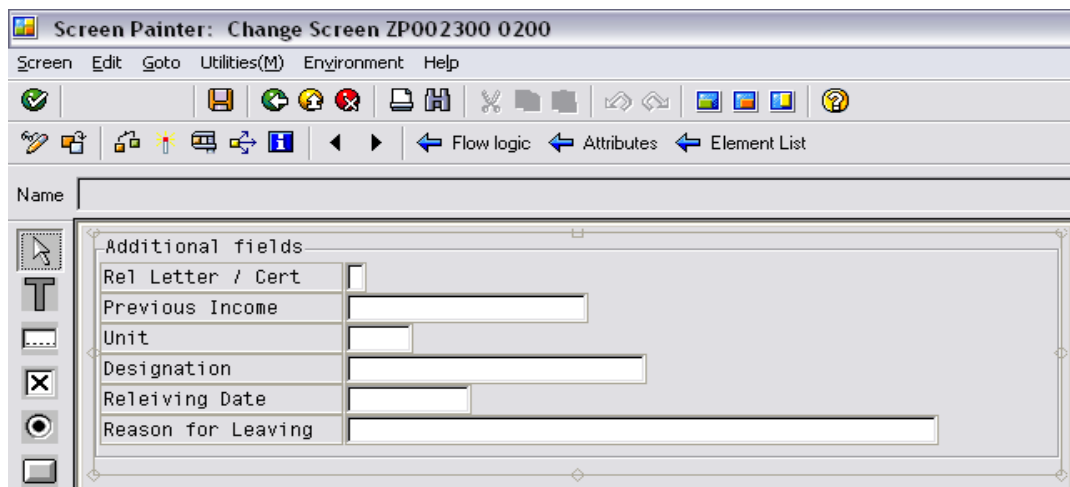 Screen Painter: Change Screen ZP002300 0200
Screen Edit Goto Utilities(M) Environment Help
Flow logic Attributes Element List
Name
Additional fields
Rel Letter / Cert
Previous Income
Unit
Designation
Releiving Date
Reason for Leaving